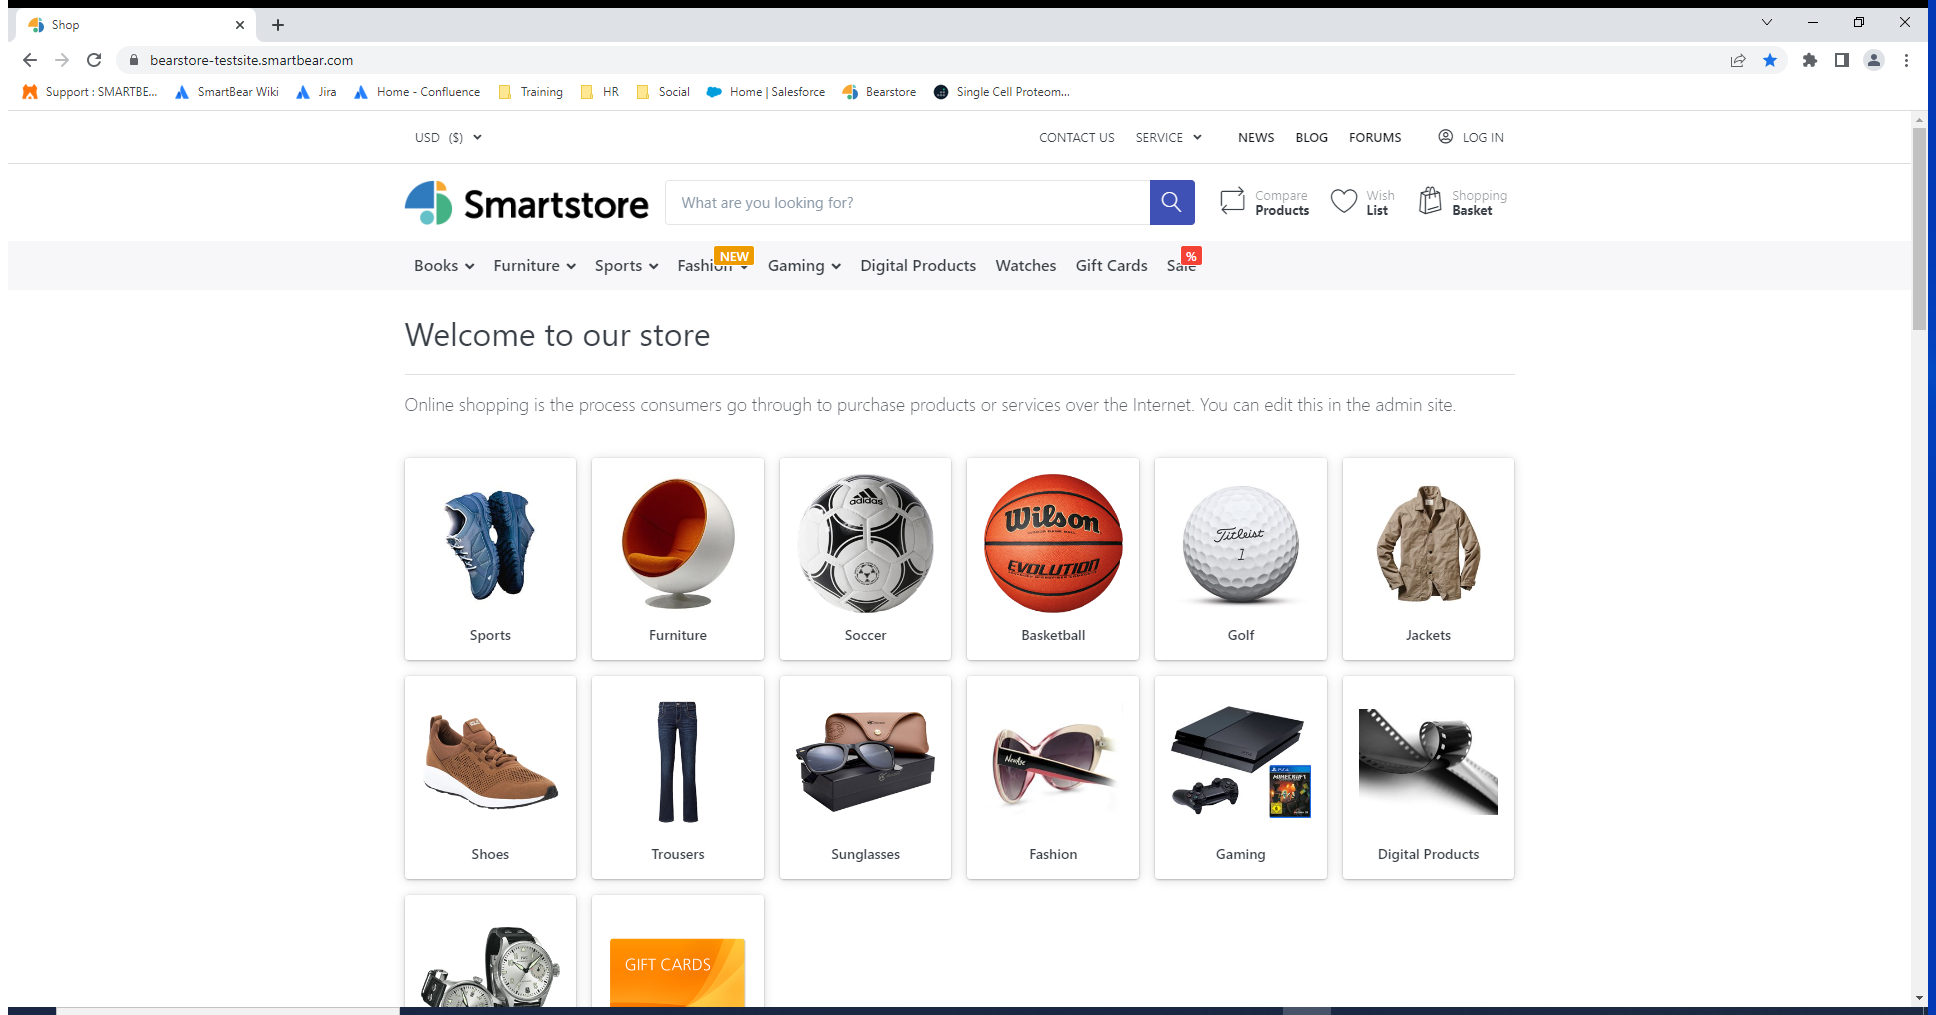 Shop
bearstore-testsite.smartbear.com
Support : SMARTBE...
SmartBear Wiki
Jira
Home - Confluence
Training
HR
Social
Home | Salesforce
Bearstore
Single Cell Proteom...
USD ($)
CONTACT US
SERVICE
NEWS
BLOG
FORUMS
LOG IN
Smartstore
What are you looking for?
Compare
Products
Wish
List
Shopping
Basket
Books
Furniture
Sports
Fashion
NEW
Gaming
Digital Products
Watches
Gift Cards
Sale
%
Welcome to our store
Online shopping is the process consumers go through to purchase products or services over the Internet. You can edit this in the admin site.
adidas
Wilson
EVOLUTION
Titleist
1
Sports
Furniture
Soccer
Basketball
Golf
Jackets
MINECRAFT
Shoes
Trousers
Sunglasses
Fashion
Gaming
Digital Products
GIFT CARDS